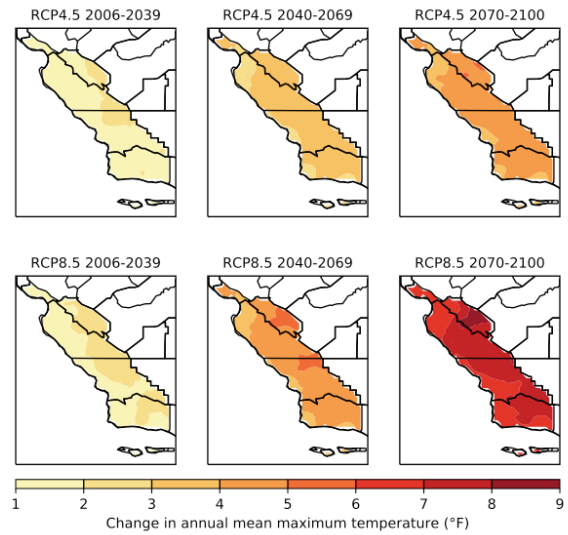 RCP4.5 2006-2039 RCP4.5 2040-2069 RCP4.5 2070-2100
RCP8.5 2006-2039 RCP8.5 2040-2069 RCP8.5 2070-2100
1 2 3 4 5 6 7 8 9
Change in annual mean maximum temperature (°F)